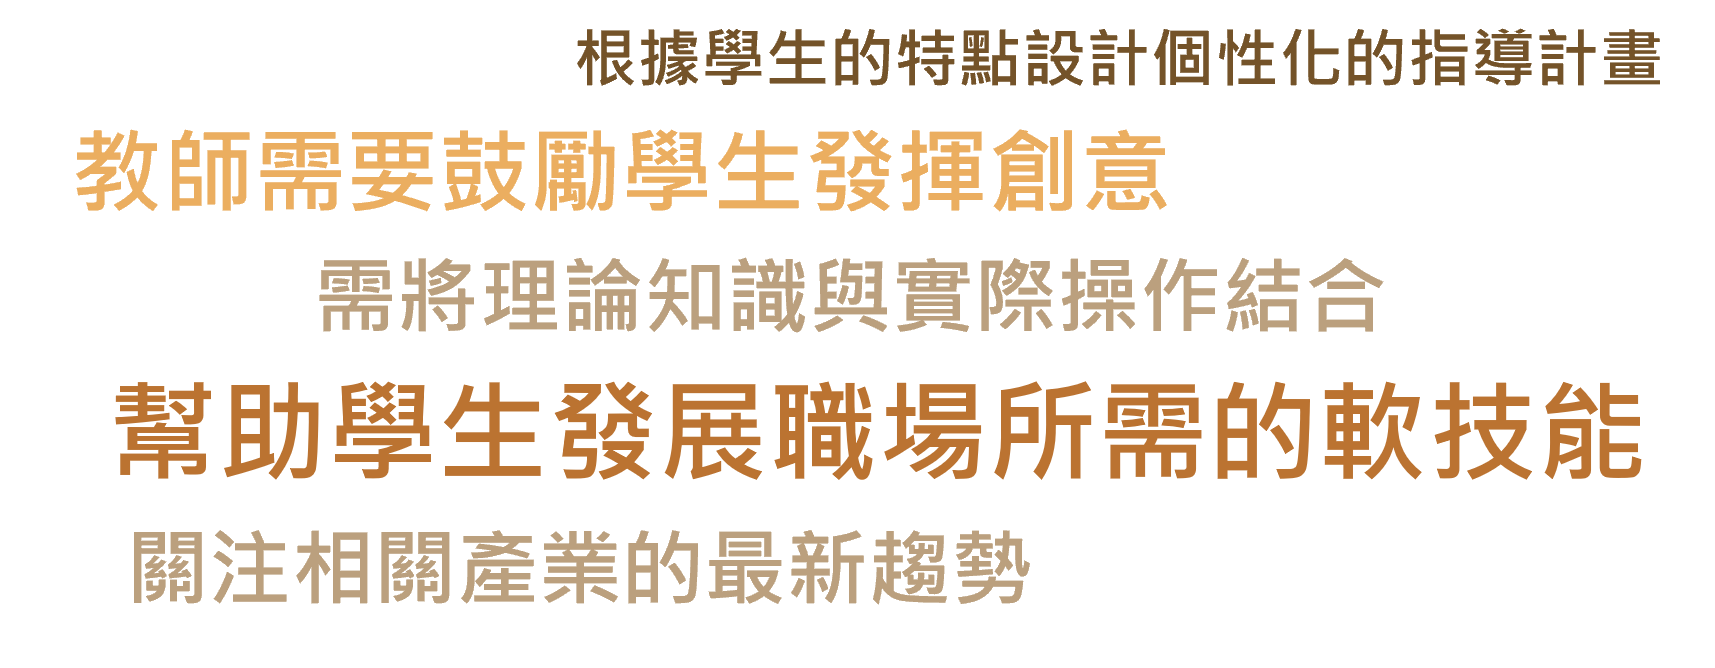 根據學生的特點設計個性化的指導計畫
教師需要鼓勵學生發揮創意
需將理論知識與實際操作結合
幫助學生發展職場所需的軟技能
關注相關產業的最新趨勢